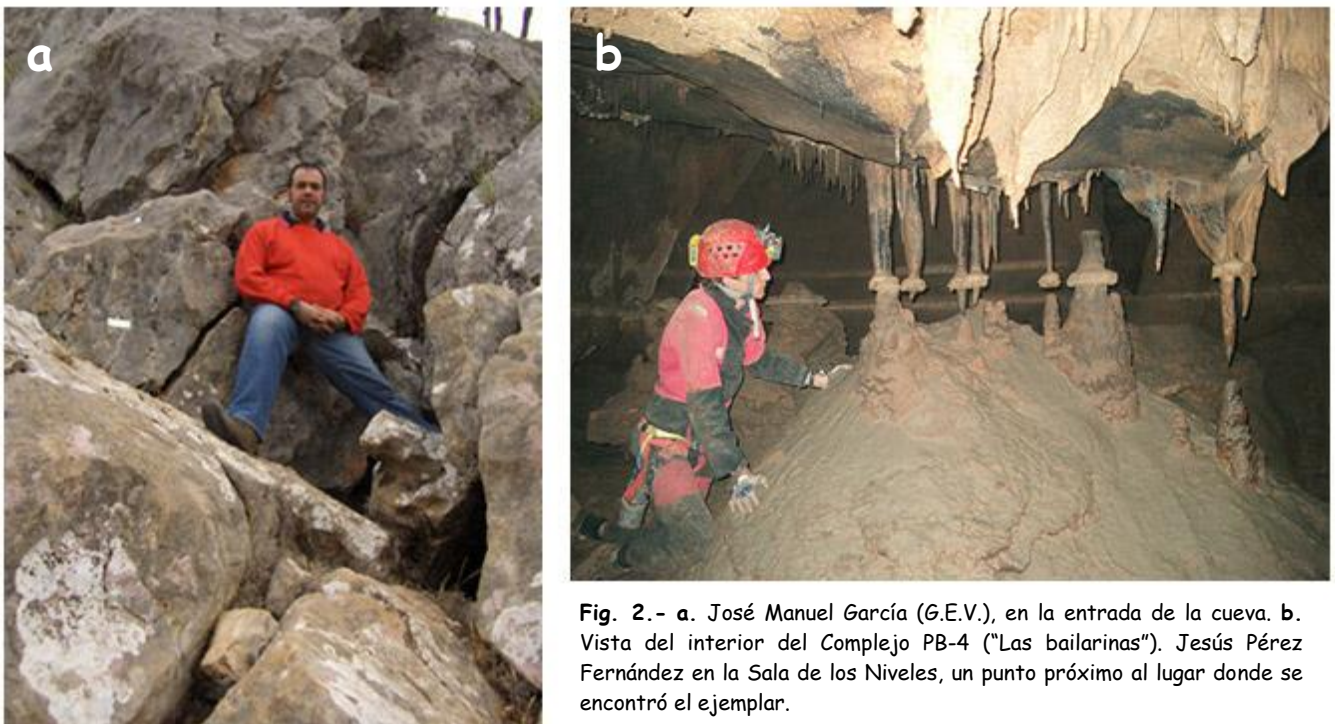 a
b
Fig. 2.- a. José Manuel García (G.E.V.), en la entrada de la cueva. b.
Vista del interior del Complejo PB-4 (“Las bailarinas”). Jesús Pérez
Fernández en la Sala de los Niveles, un punto próximo al lugar donde se
encontró el ejemplar.